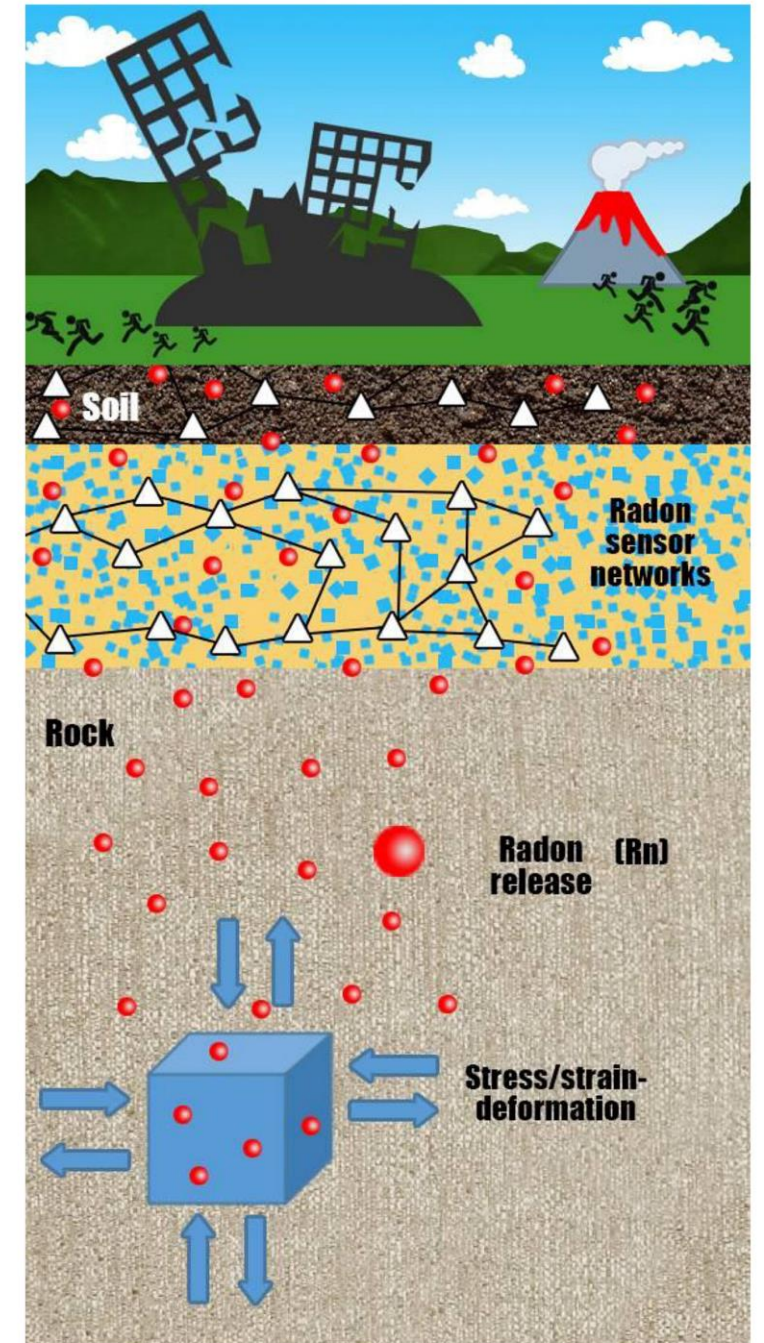 Soil
Radon
sensor
networks
Rock
Radon (Rn)
release
Stress/strain-
deformation